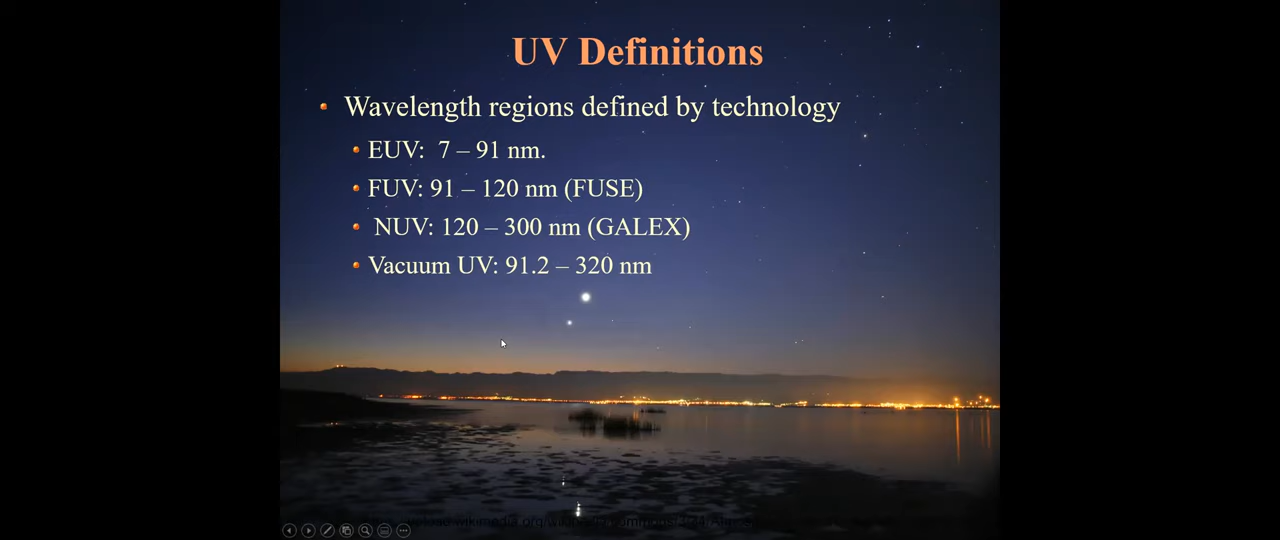 UV Definitions
Wavelength regions defined by technology
EUV: 7 – 91 nm.
FUV: 91 – 120 nm (FUSE)
NUV: 120 – 300 nm (GALEX)
Vacuum UV: 91.2 – 320 nm